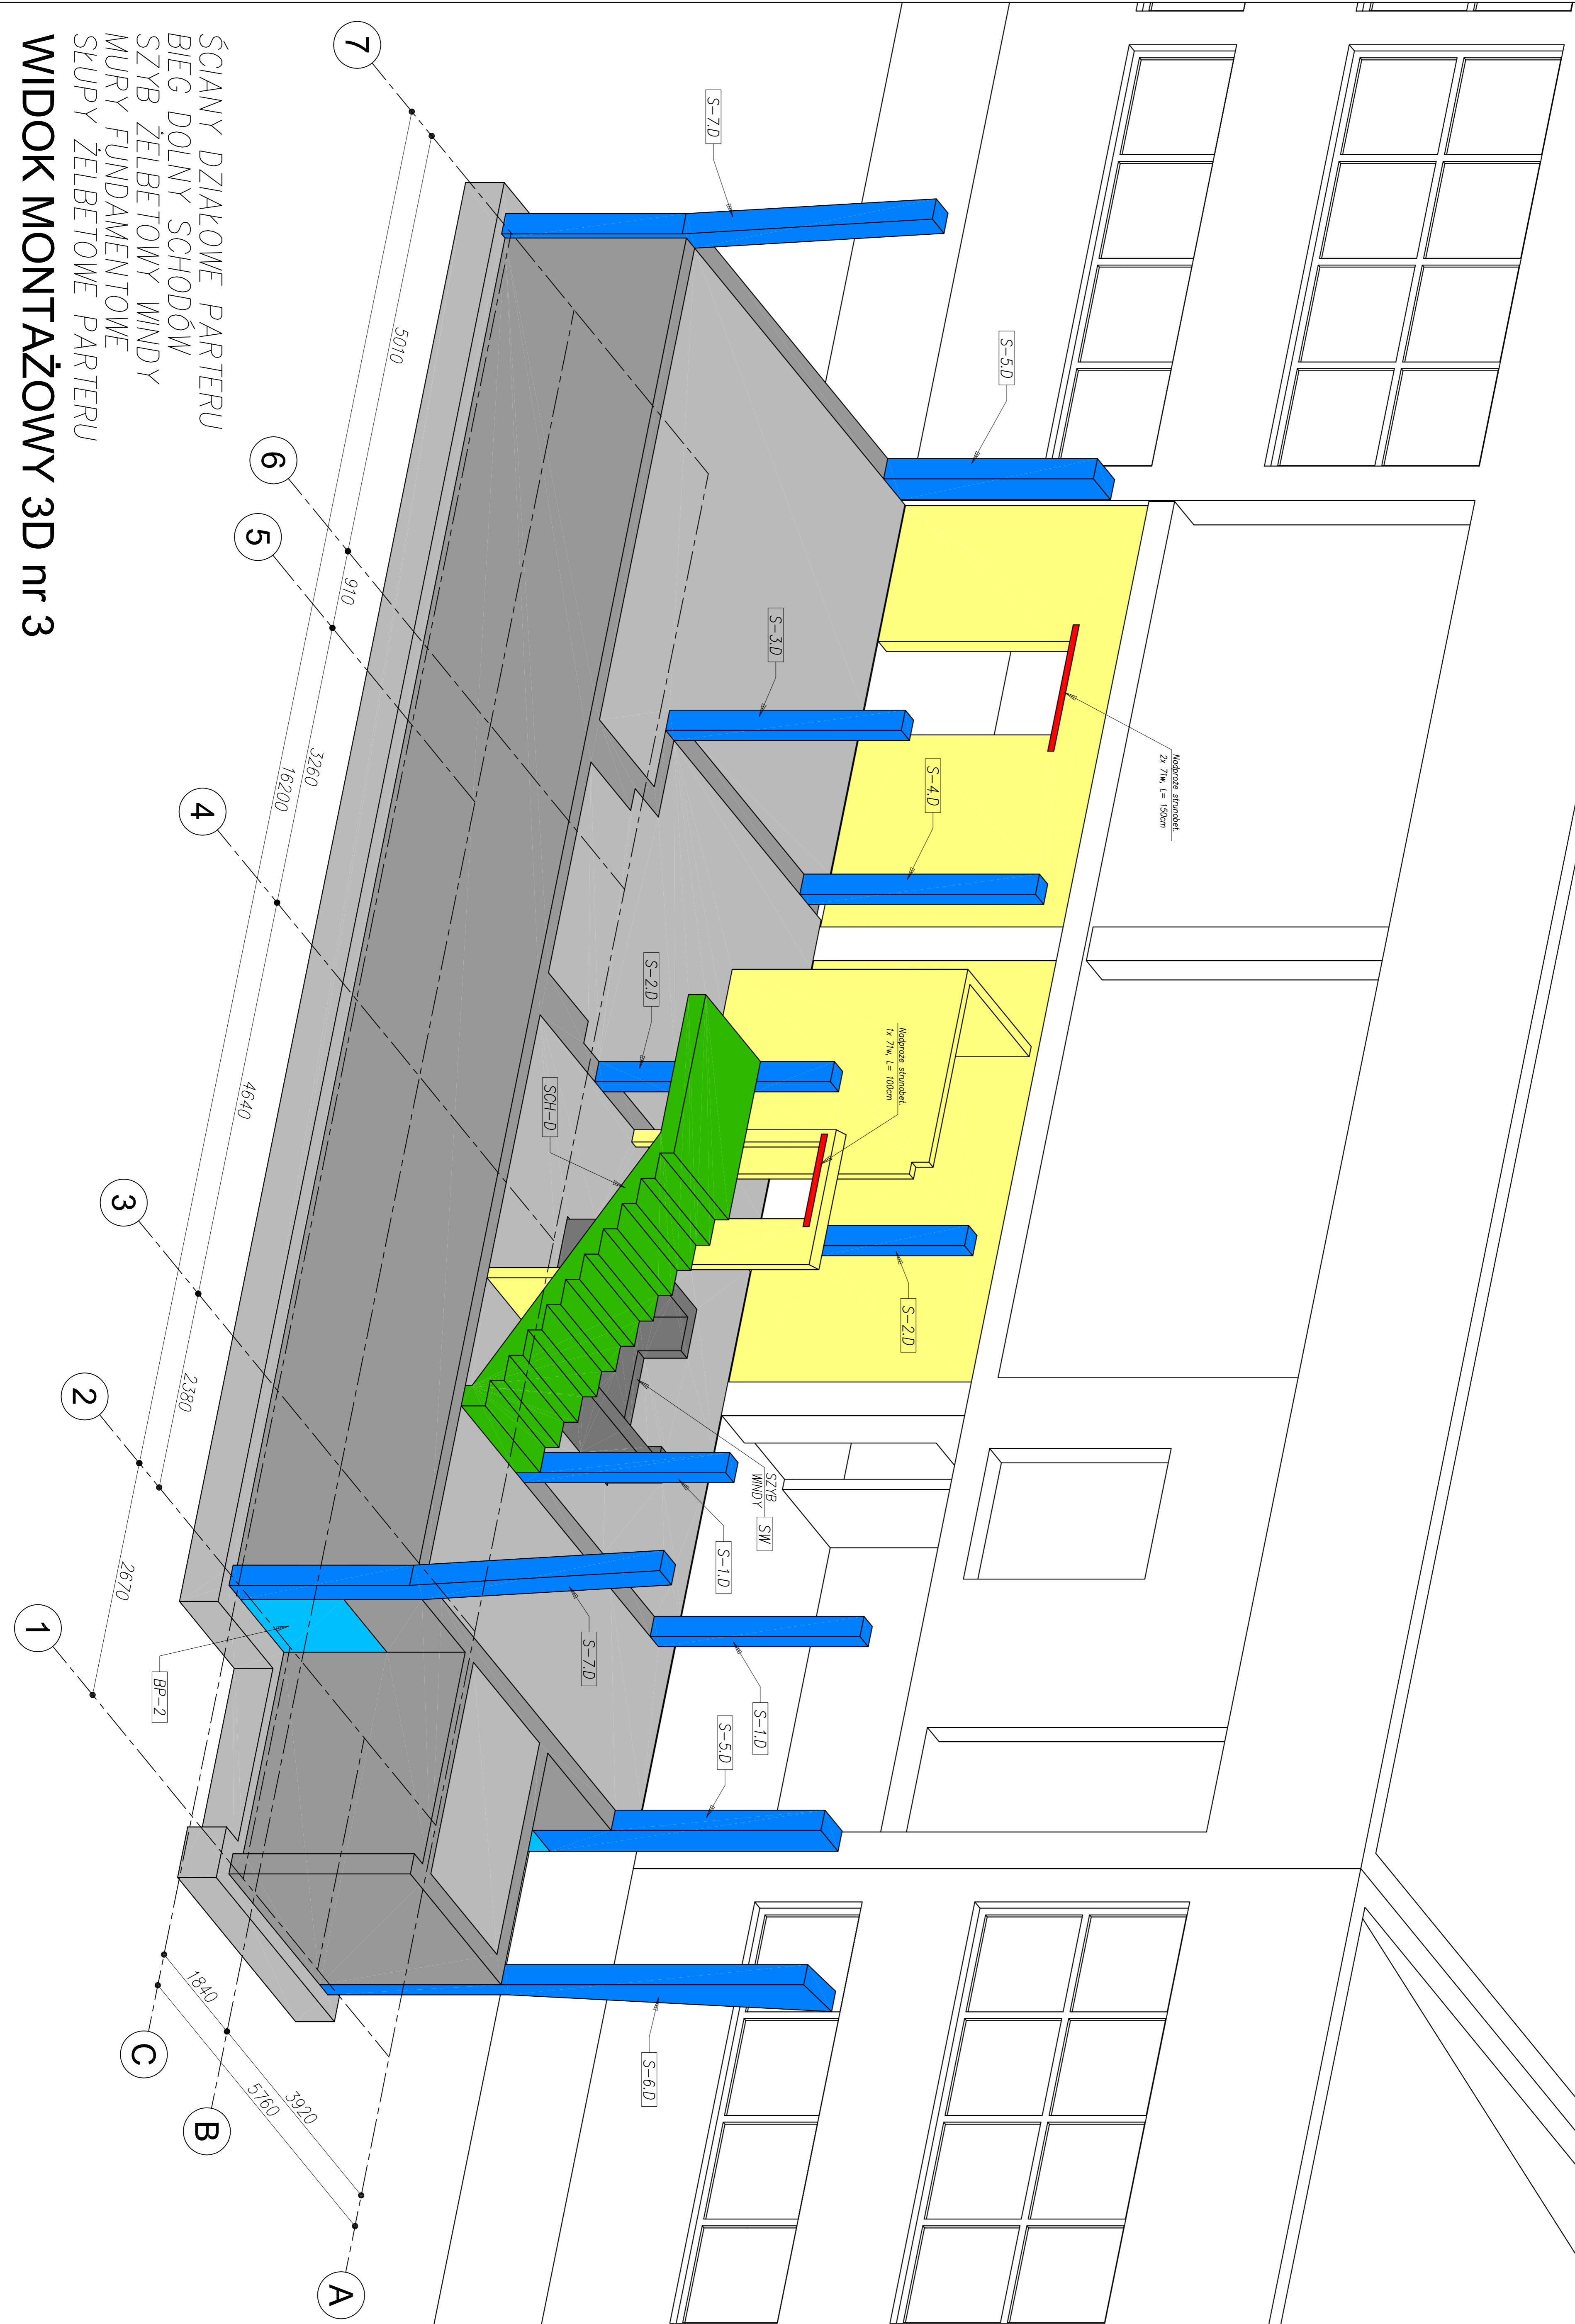 ŚCIANY DZIAŁOWE PARTERU
BIEG DOLNY SCHODÓW
SZYB ŻELBETOWY WINDY
MURY FUNDAMENTOWE
SŁUPY ŻELBETOWE PARTERU
WIDOK MONTAŻOWY 3D nr 3
S-7.D
S-5.D
S-3.D
S-4.D
S-2.D
S-2.D
SCH-D
Nadproże strunobet.
2x 71w, L= 150cm
Nadproże strunobet.
1x 71w, L= 100cm
SZYB
WINDY
SW
S-1.D
S-1.D
S-7.D
S-5.D
S-6.D
BP-2
7
6
5
4
3
2
1
C
B
A
5010
910
3260
16200
4640
2380
2670
1840
3920
5760